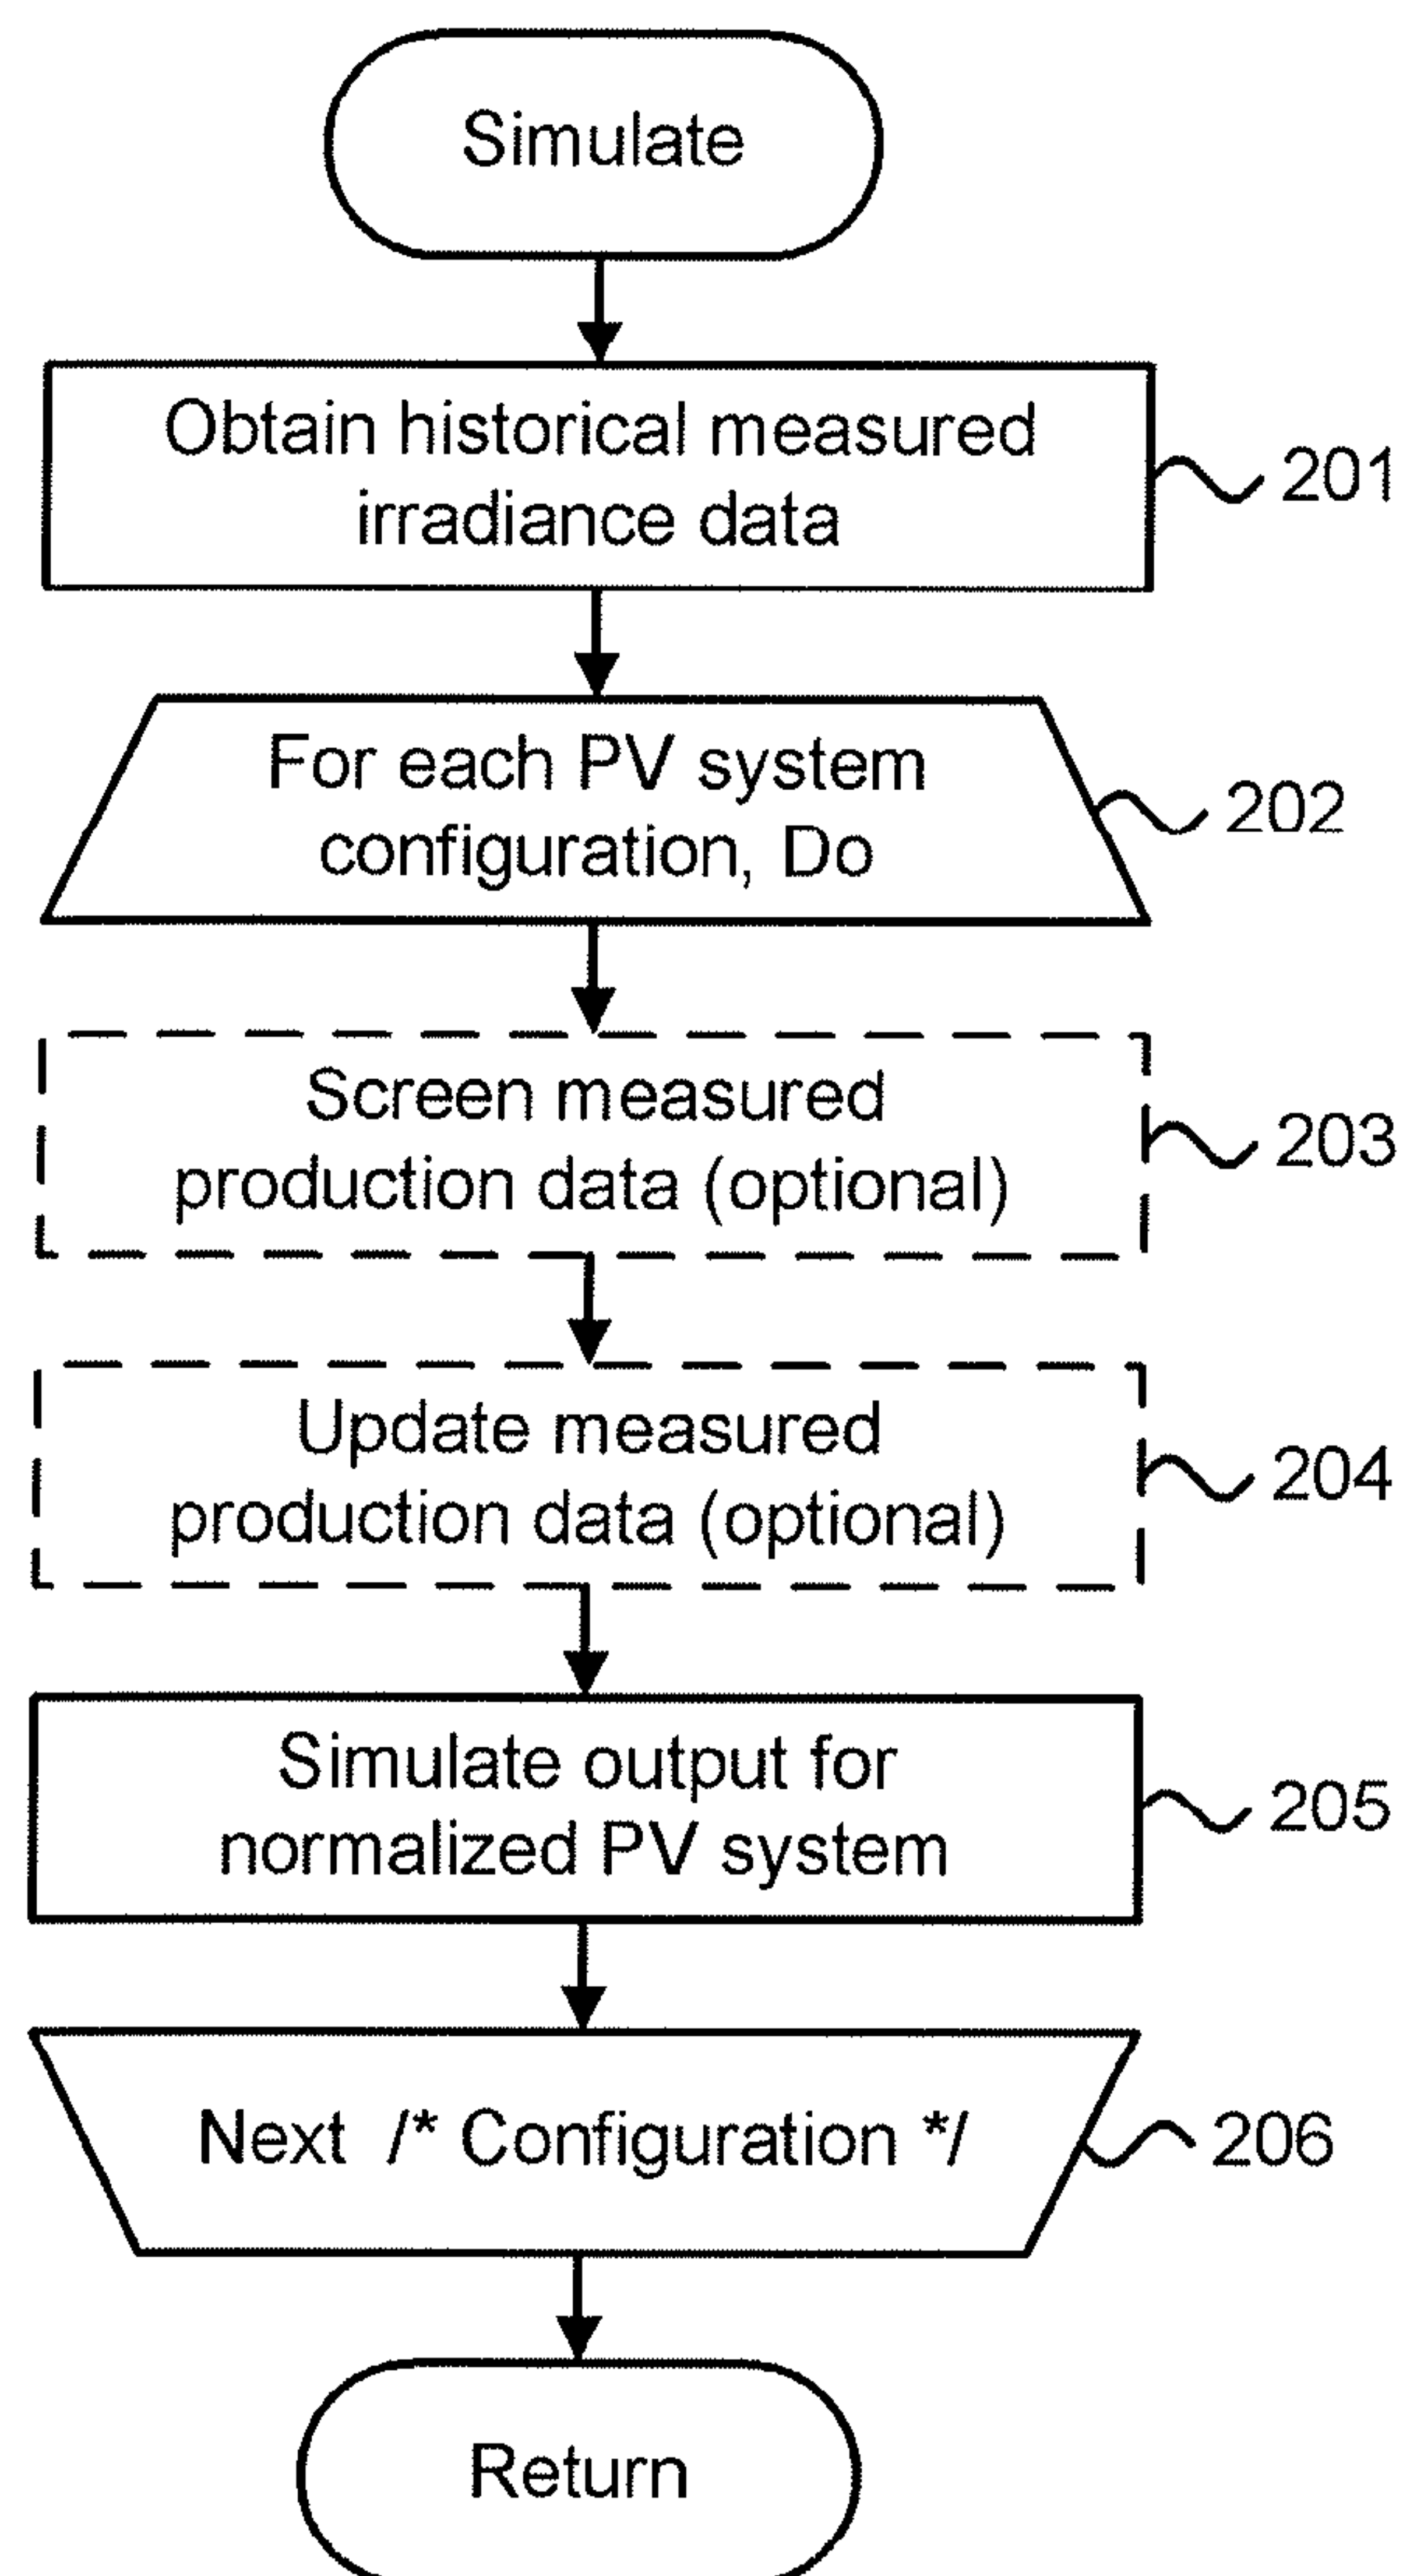 Simulate
Obtain historical measured
irradiance data
201
For each PV system
configuration, Do
202
Screen measured
production data (optional)
203
Update measured
production data (optional)
204
Simulate output for
normalized PV system
205
Next /* Configuration */
206
Return